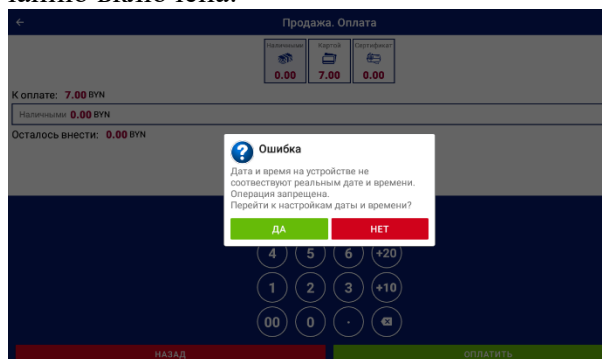 Продажа. Оплата
Наличными Картой Сертификат
0.00 7.00 0.00
К оплате: 7.00 BYN
Наличными 0.00 BYN
Осталось внести: 0.00 BYN
Ошибка
Дата и время на устройстве не
соотвествуют реальным дате и времени.
Операция запрещена.
Перейти к настройкам даты и времени?
ДА НЕТ
4 5 6 +20
1 2 3 +10
00 0 .
НАЗАД ОПЛАТИТЬ